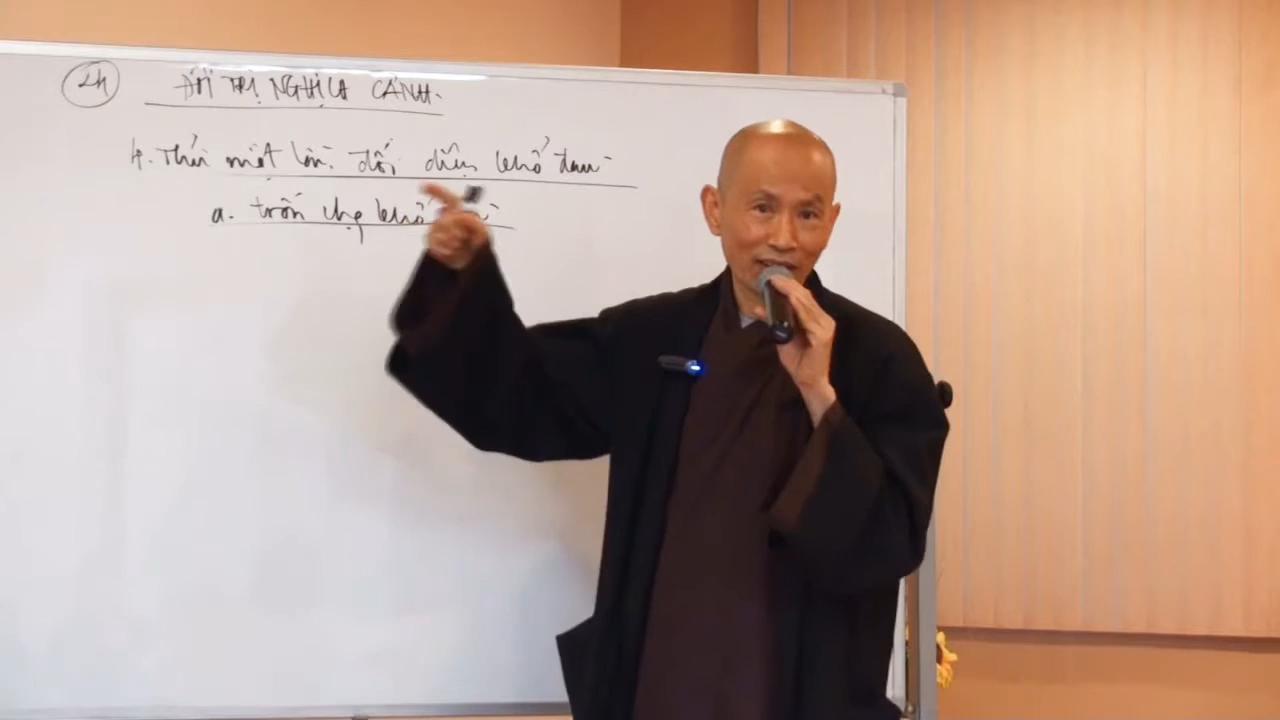 24 ĐỐI TRỊ NGHỊCH CẢNH.
4. Thử một lần đối diện khổ đau
a. trốn chạy khổ